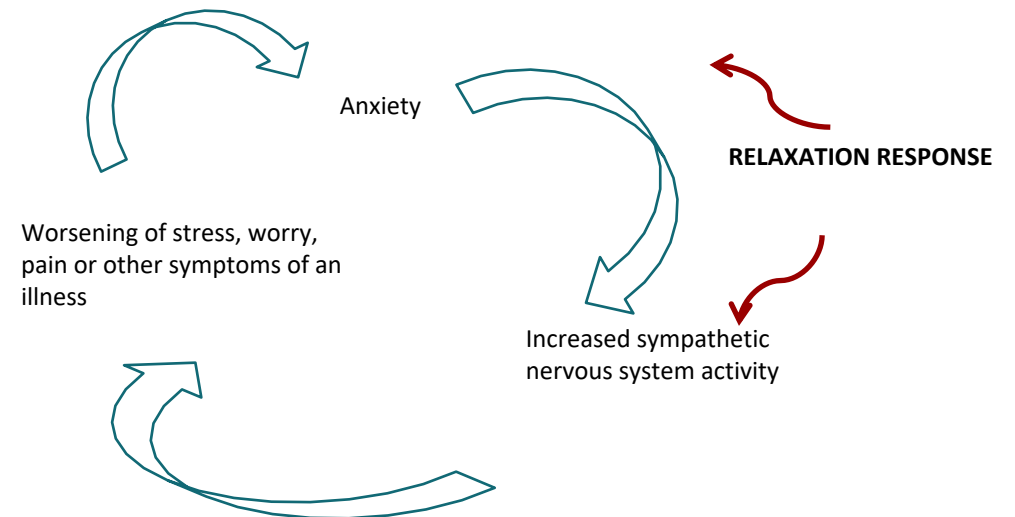 Anxiety
RELAXATION RESPONSE
Worsening of stress, worry,
pain or other symptoms of an
illness
Increased sympathetic
nervous system activity